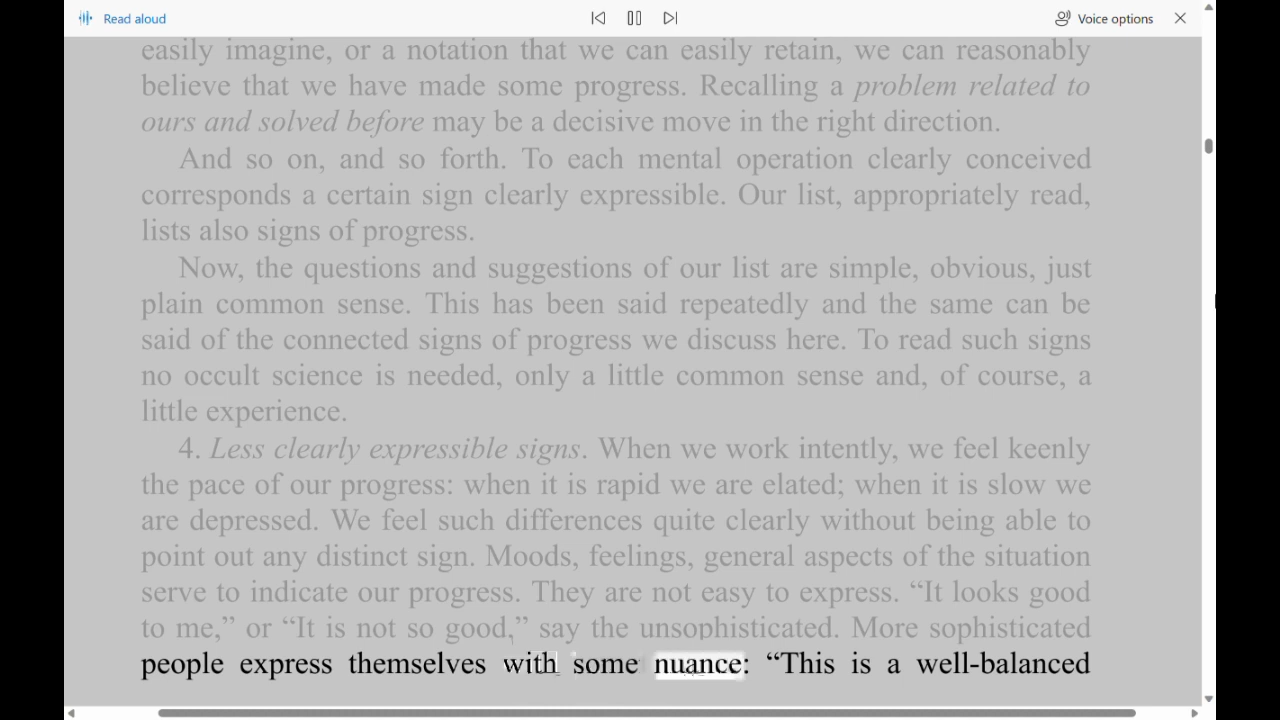 Read aloud
Voice options
easily imagine, or a notation that we can easily retain, we can reasonably
believe that we have made some progress. Recalling a problem related to
ours and solved before may be a decisive move in the right direction.
And so on, and so forth. To each mental operation clearly conceived
corresponds a certain sign clearly expressible. Our list, appropriately read,
lists also signs of progress.
Now, the questions and suggestions of our list are simple, obvious, just
plain common sense. This has been said repeatedly and the same can be
said of the connected signs of progress we discuss here. To read such signs
no occult science is needed, only a little common sense and, of course, a
little experience.
4. Less clearly expressible signs. When we work intently, we feel keenly
the pace of our progress: when it is rapid we are elated; when it is slow we
are depressed. We feel such differences quite clearly without being able to
point out any distinct sign. Moods, feelings, general aspects of the situation
serve to indicate our progress. They are not easy to express. “It looks good
to me,” or “It is not so good,” say the unsophisticated. More sophisticated
people express themselves with some nuance: “This is a well-balanced